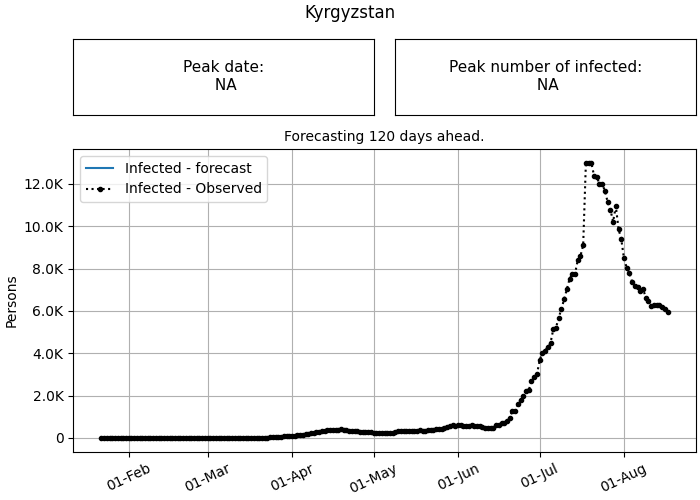 Kyrgyzstan
Peak date:
NA
Peak number of infected:
NA
Forecasting 120 days ahead.
Infected - forecast
Infected - Observed
12.0K
10.0K
8.0K
6.0K
4.0K
2.0K
0
Persons
01-Feb
01-Mar
01-Apr
01-May
01-Jun
01-Jul
01-Aug